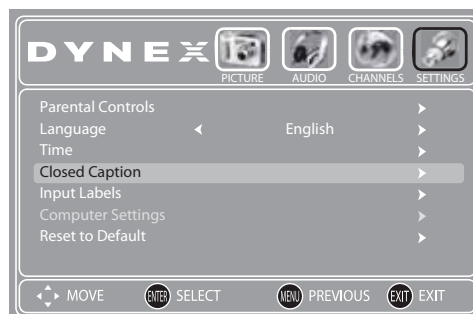 DYNEX
PICTURE AUDIO CHANNELS SETTINGS
Parental Controls
Language English
Time
Closed Caption
Input Labels
Computer Settings
Reset to Default
MOVE ENTER SELECT MENU PREVIOUS EXIT EXIT